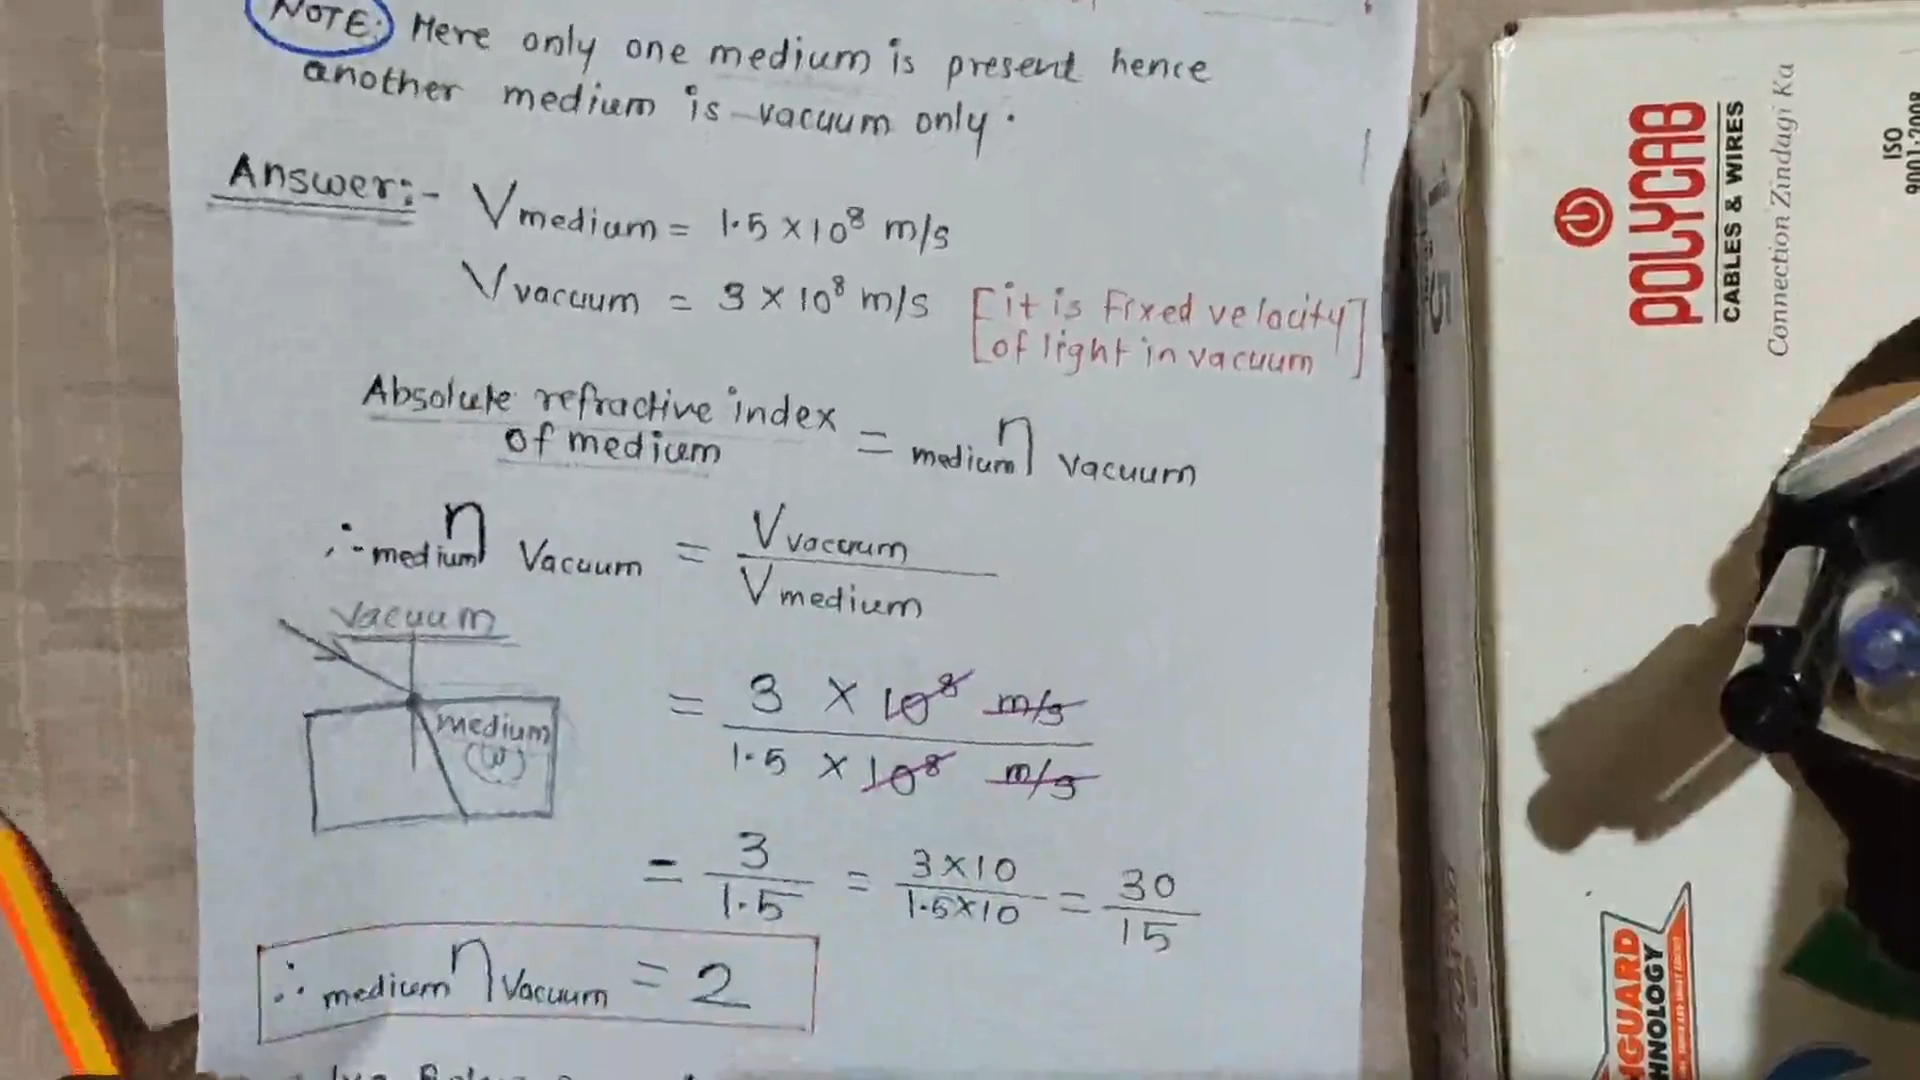 NOTE: Here only one medium is present hence
another medium is vacuum only.
Answer:- Vmedium = 1.5 × 10⁸ m/s
Vvacuum = 3 × 10⁸ m/s [it is fixed velocity
of light in vacuum]
Absolute refractive index
of medium = medium η vacuum
∴ medium η Vacuum = Vvacuum / Vmedium
Vacuum
medium
(w)
= 3 × 10⁸ m/s / 1.5 × 10⁸ m/s
= 3/1.5 = 3×10/1.5×10 = 30/15
∴ medium η Vacuum = 2
POLYCAB
CABLES & WIRES
Connection Zindagi Ka
ISO
9001:2008
5